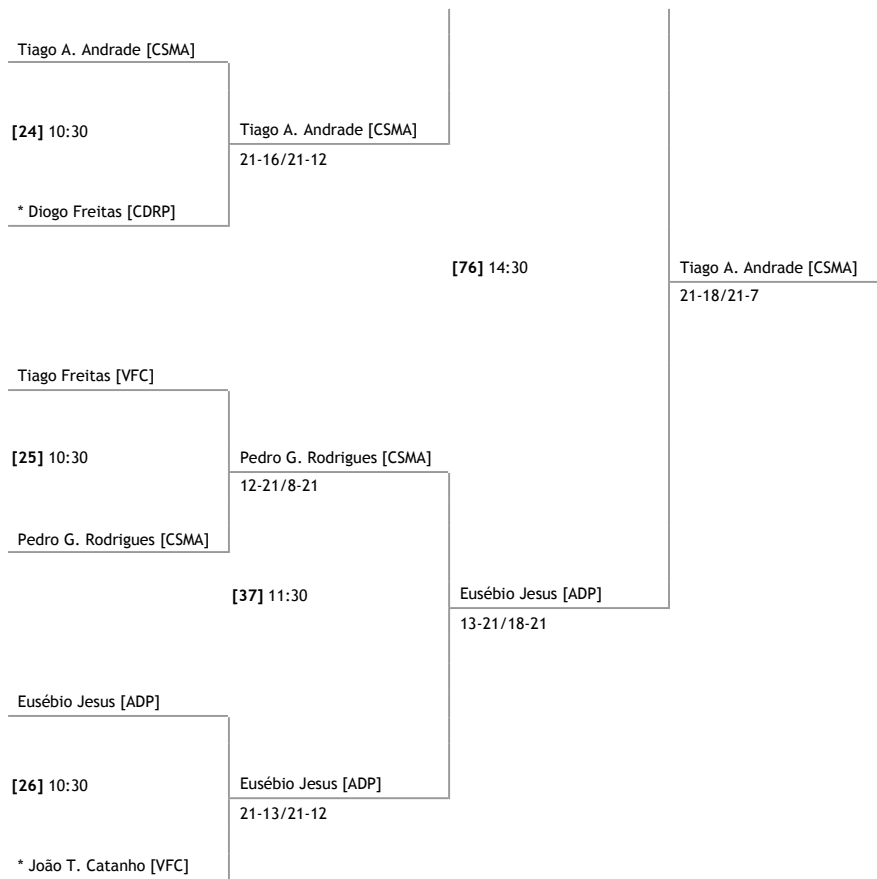 Tiago A. Andrade [CSMA]
[24] 10:30
Tiago A. Andrade [CSMA]
21-16/21-12
* Diogo Freitas [CDRP]
[76] 14:30
Tiago A. Andrade [CSMA]
21-18/21-7
Tiago Freitas [VFC]
[25] 10:30
Pedro G. Rodrigues [CSMA]
12-21/8-21
Pedro G. Rodrigues [CSMA]
[37] 11:30
Eusébio Jesus [ADP]
13-21/18-21
Eusébio Jesus [ADP]
[26] 10:30
Eusébio Jesus [ADP]
21-13/21-12
* João T. Catanho [VFC]